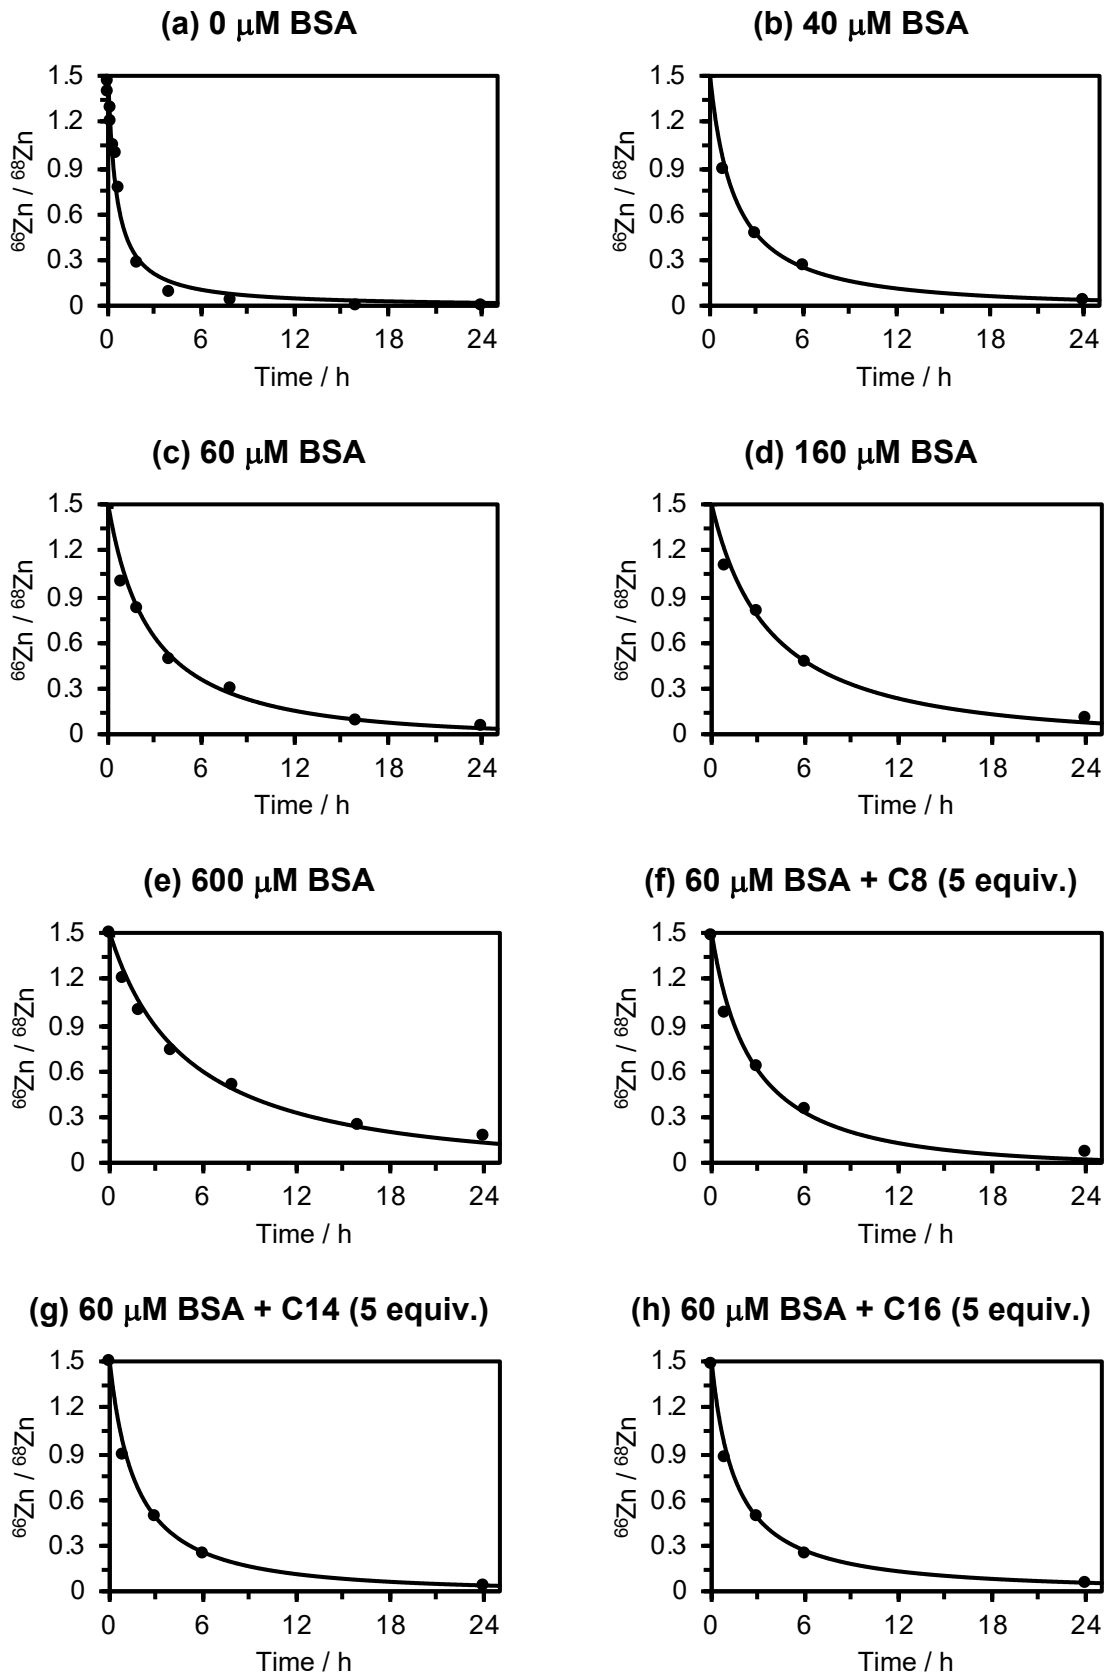 (a) 0 μM BSA
1.5
1.2
0.9
0.6
0.3
0
⁶⁶Zn / ⁶⁸Zn
0 6 12 18 24
Time / h
(b) 40 μM BSA
1.5
1.2
0.9
0.6
0.3
0
⁶⁶Zn / ⁶⁸Zn
0 6 12 18 24
Time / h
(c) 60 μM BSA
1.5
1.2
0.9
0.6
0.3
0
⁶⁶Zn / ⁶⁸Zn
0 6 12 18 24
Time / h
(d) 160 μM BSA
1.5
1.2
0.9
0.6
0.3
0
⁶⁶Zn / ⁶⁸Zn
0 6 12 18 24
Time / h
(e) 600 μM BSA
1.5
1.2
0.9
0.6
0.3
0
⁶⁶Zn / ⁶⁸Zn
0 6 12 18 24
Time / h
(f) 60 μM BSA + C8 (5 equiv.)
1.5
1.2
0.9
0.6
0.3
0
⁶⁶Zn / ⁶⁸Zn
0 6 12 18 24
Time / h
(g) 60 μM BSA + C14 (5 equiv.)
1.5
1.2
0.9
0.6
0.3
0
⁶⁶Zn / ⁶⁸Zn
0 6 12 18 24
Time / h
(h) 60 μM BSA + C16 (5 equiv.)
1.5
1.2
0.9
0.6
0.3
0
⁶⁶Zn / ⁶⁸Zn
0 6 12 18 24
Time / h